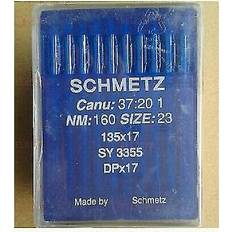 SCHMETZ
Canu: 37:20 1
NM: 160 SIZE: 23
135x17
SY 3355
DPx17
Made by Schmetz